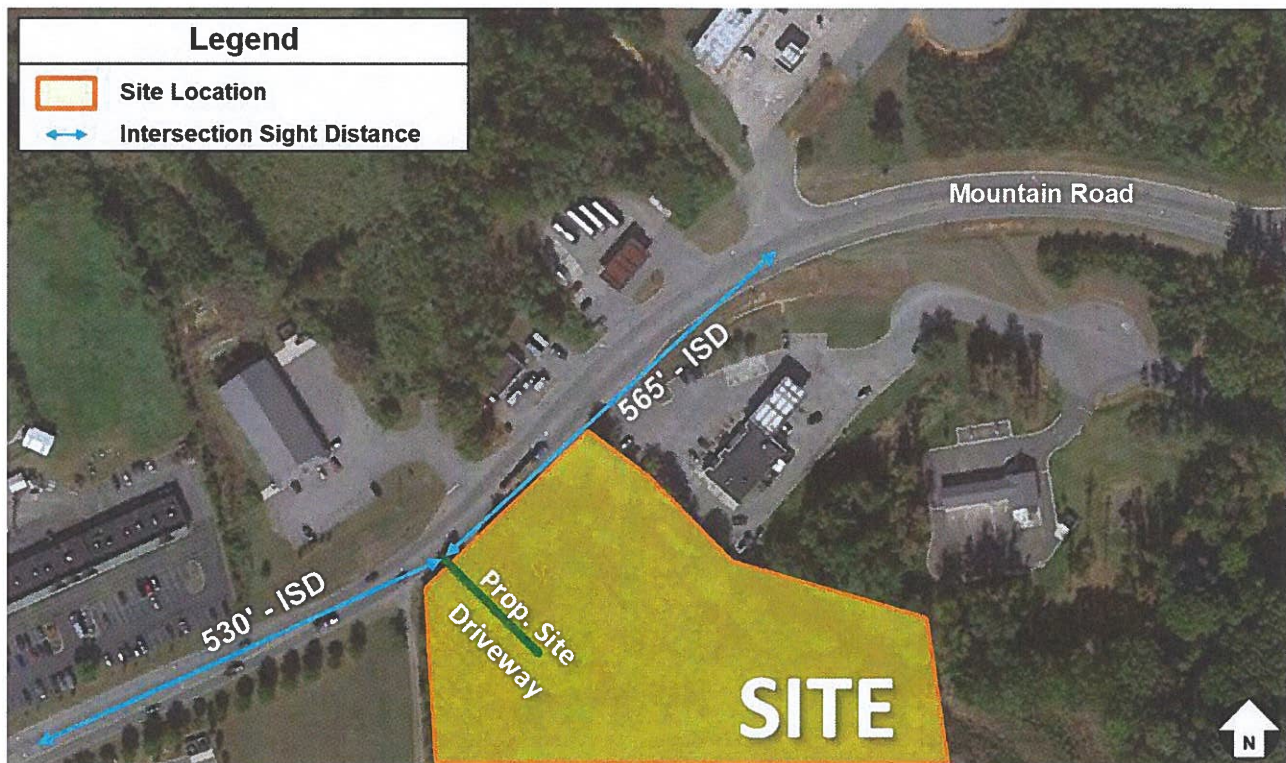 Legend
Site Location
Intersection Sight Distance
Mountain Road
565' - ISD
530' - ISD
Prop. Site
Driveway
SITE
N